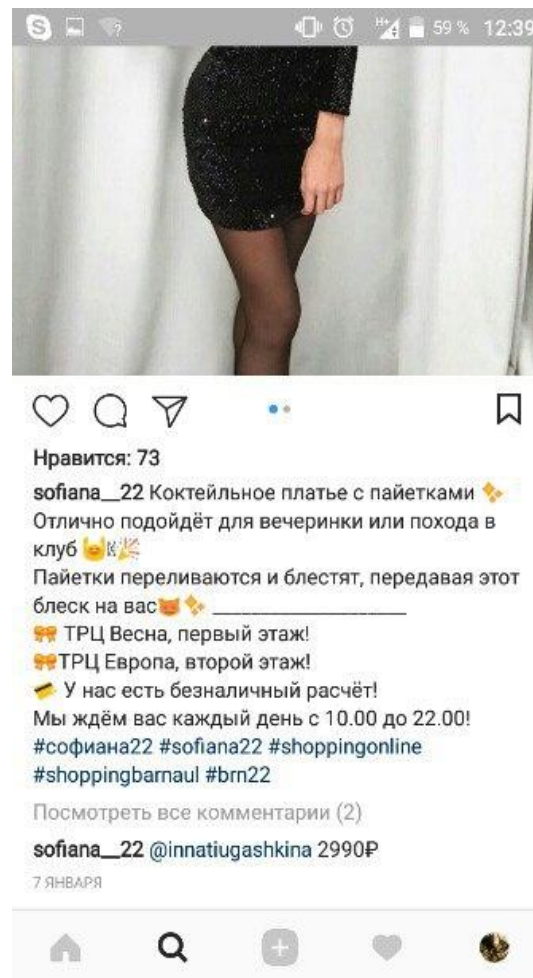 59 % 12:39
Нравится: 73
sofiana__22 Коктейльное платье с пайетками ✨
Отлично подойдёт для вечеринки или похода в
клуб 🤘🎉
Пайетки переливаются и блестят, передавая этот
блеск на вас😈✨ ____________________
🎀 ТРЦ Весна, первый этаж!
🎀ТРЦ Европа, второй этаж!
💳 У нас есть безналичный расчёт!
Мы ждём вас каждый день с 10.00 до 22.00!
#софиана22 #sofiana22 #shoppingonline
#shoppingbarnaul #brn22
Посмотреть все комментарии (2)
sofiana__22 @innatiugashkina 2990₽
7 ЯНВАРЯ